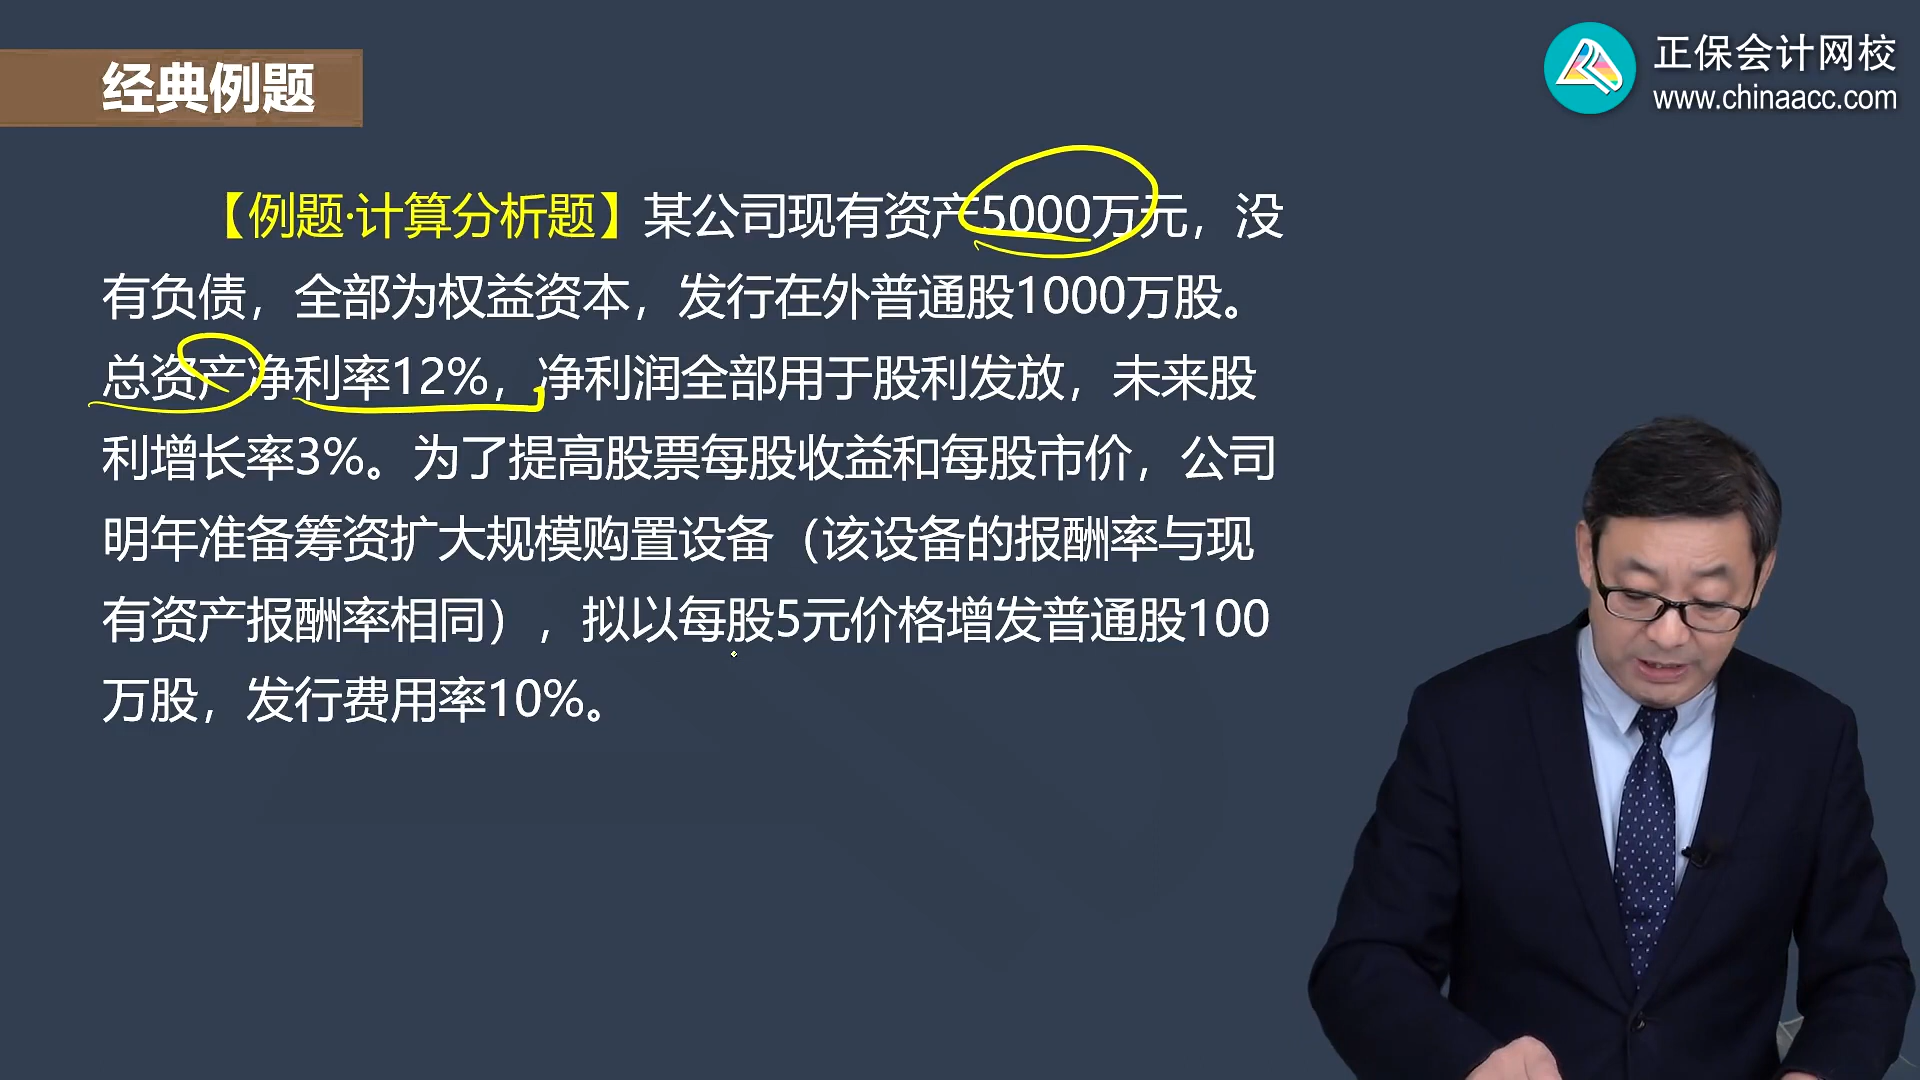 经典例题
正保会计网校
www.chinaacc.com
【例题·计算分析题】某公司现有资产5000万元，没
有负债，全部为权益资本，发行在外普通股1000万股。
总资产净利率12%，净利润全部用于股利发放，未来股
利增长率3%。为了提高股票每股收益和每股市价，公司
明年准备筹资扩大规模购置设备（该设备的报酬率与现
有资产报酬率相同），拟以每股5元价格增发普通股100
万股，发行费用率10%。